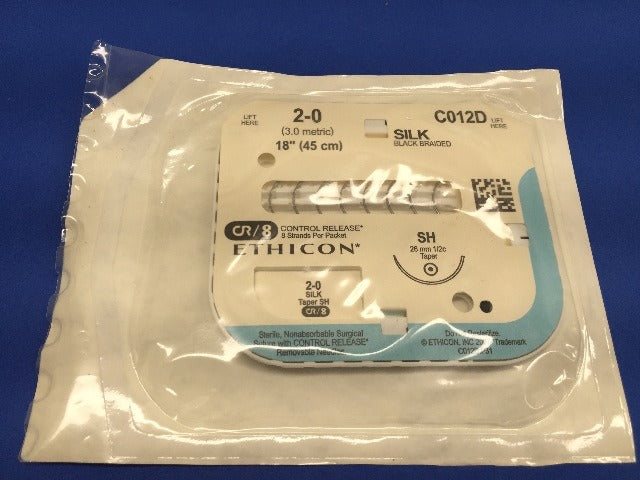 LIFT
HERE
2-0
(3.0 metric)
18" (45 cm)
C012D
LIFT
HERE
SILK
BLACK BRAIDED
CR/8
CONTROL RELEASE*
8 Strands Per Packet
ETHICON*
SH
26 mm 1/2c
Taper
2-0
SILK
Taper SH
CR/8
Sterile, Nonabsorbable Surgical
Suture with CONTROL RELEASE*
Removable Needles
Do Not
© ETHICON, INC Trademark